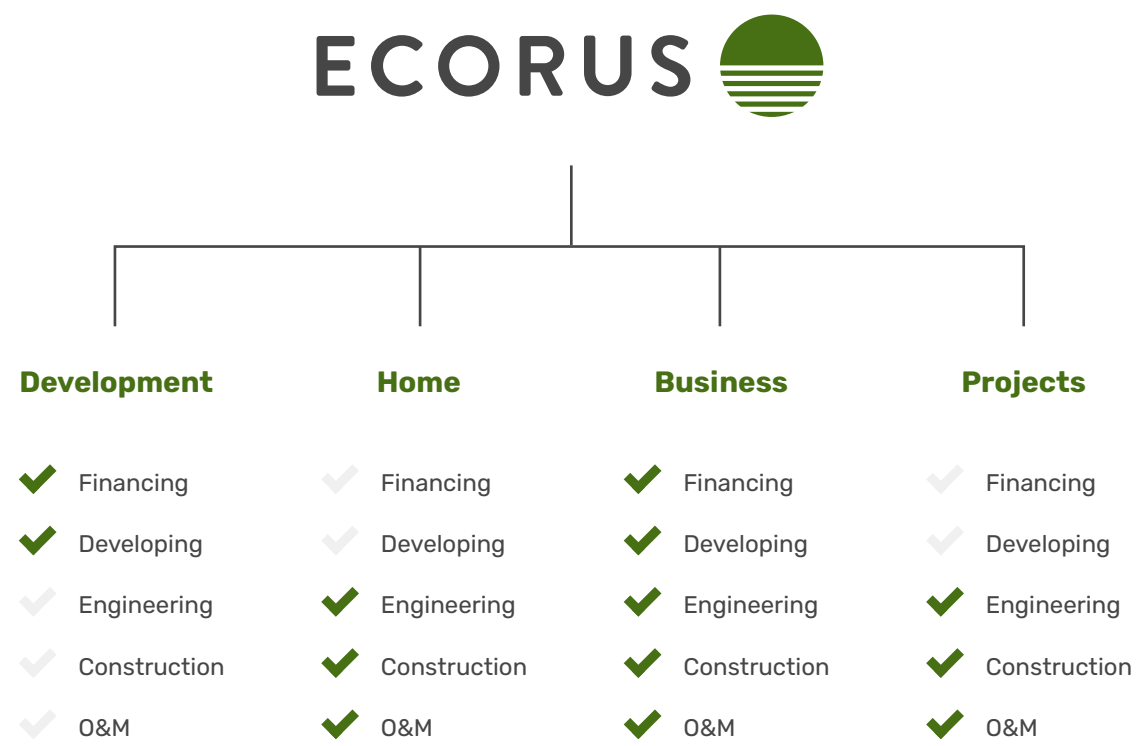 ECORUS
Development
Home
Business
Projects
Financing
Financing
Financing
Financing
Developing
Developing
Developing
Developing
Engineering
Engineering
Engineering
Engineering
Construction
Construction
Construction
Construction
O&M
O&M
O&M
O&M